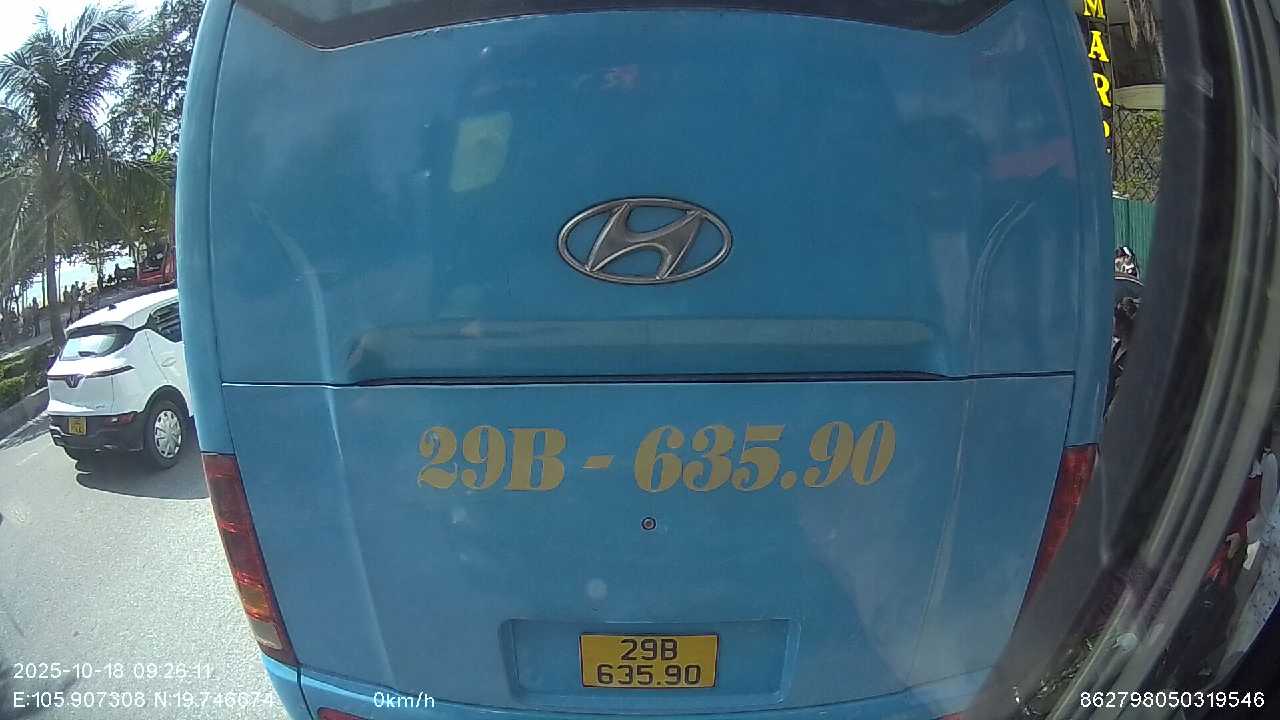 MAR
29B - 635.90
29B
635.90
2025-10-18 09:26:11
E:105.907308 N:19.746674
0km/h
862798050319546